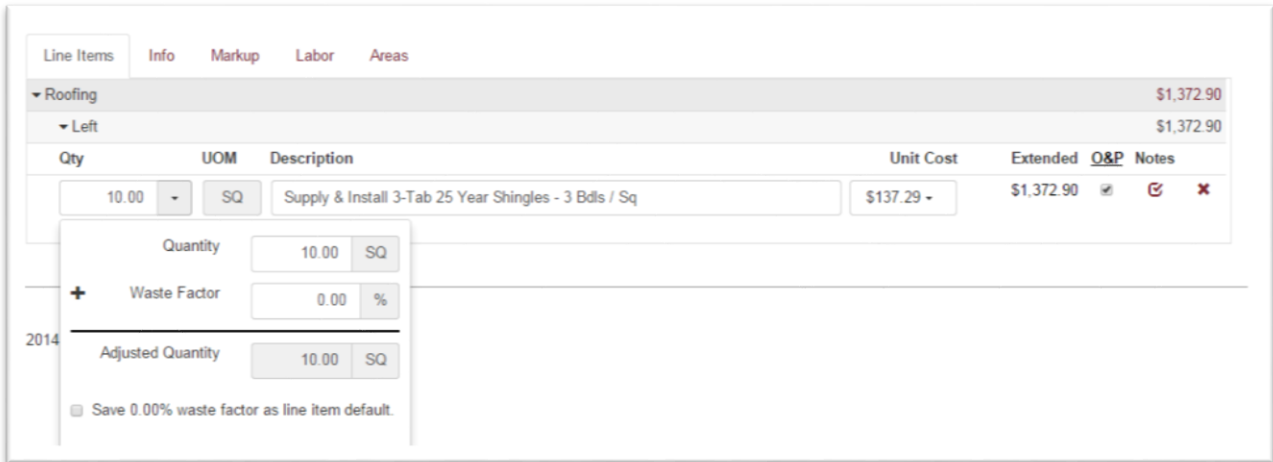 Line Items Info Markup Labor Areas
Roofing $1,372.90
Left $1,372.90
Qty UOM Description Unit Cost Extended O&P Notes
10.00 SQ Supply & Install 3-Tab 25 Year Shingles - 3 Bdls / Sq $137.29 $1,372.90
Quantity 10.00 SQ
+ Waste Factor 0.00 %
2014
Adjusted Quantity 10.00 SQ
Save 0.00% waste factor as line item default.